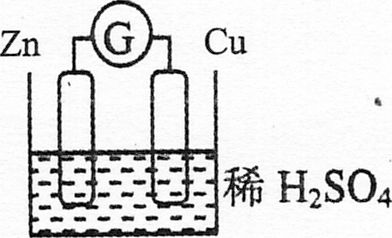 Zn G Cu
稀 H₂SO₄